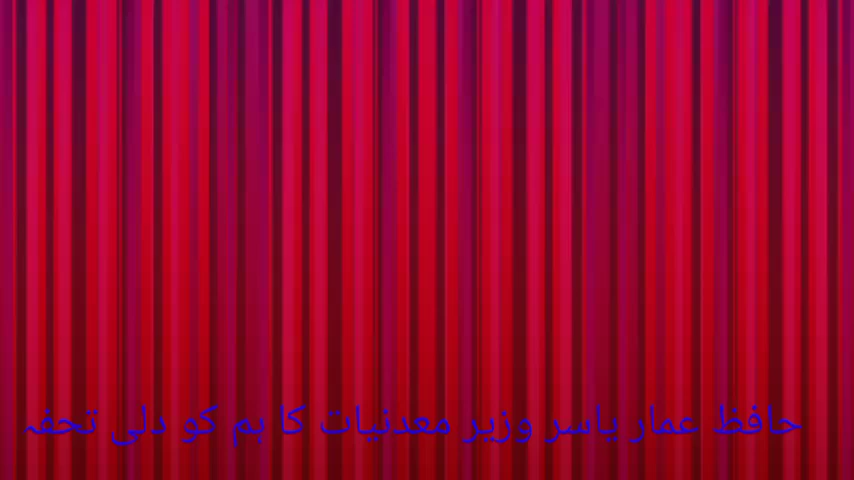 حافظ عمار یاسر وزیر معدنیات کا ہم کو دلی تحفہ